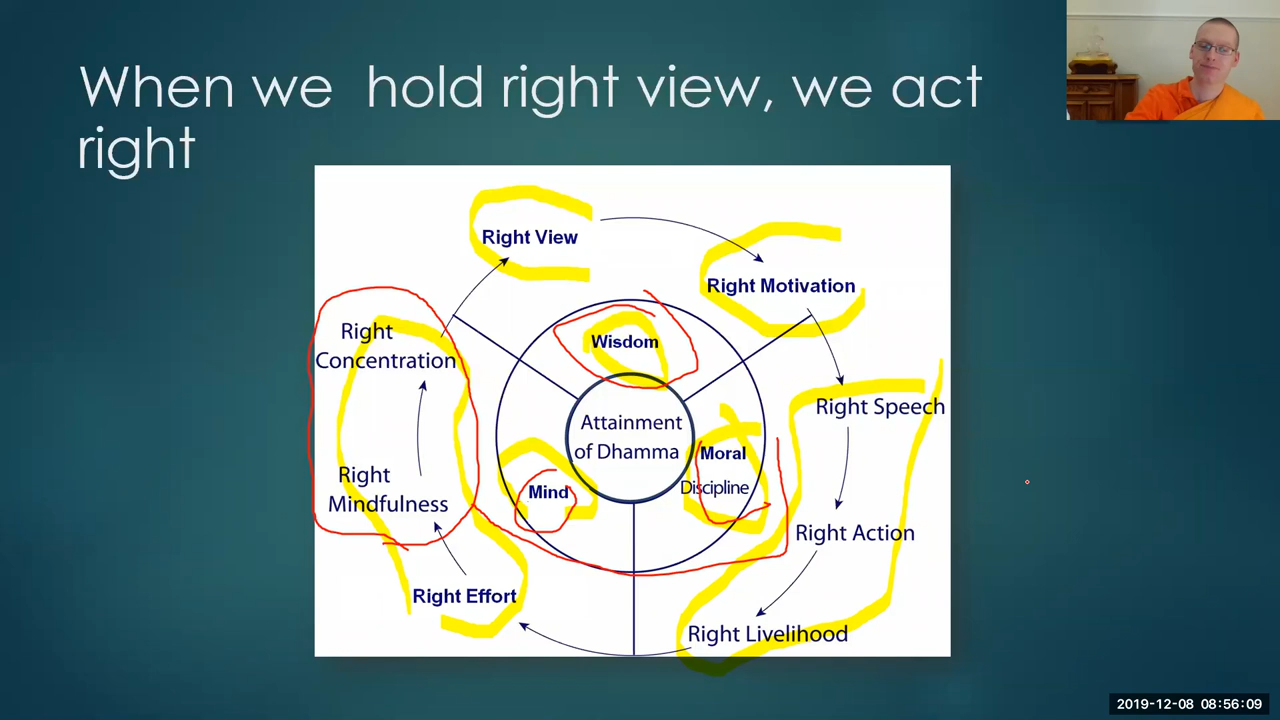 When we hold right view, we act
right
Right View
Right Motivation
Right
Concentration
Wisdom
Right Speech
Attainment
of Dhamma
Moral
Discipline
Mind
Right
Mindfulness
Right Action
Right Effort
Right Livelihood
2019-12-08 08:56:09